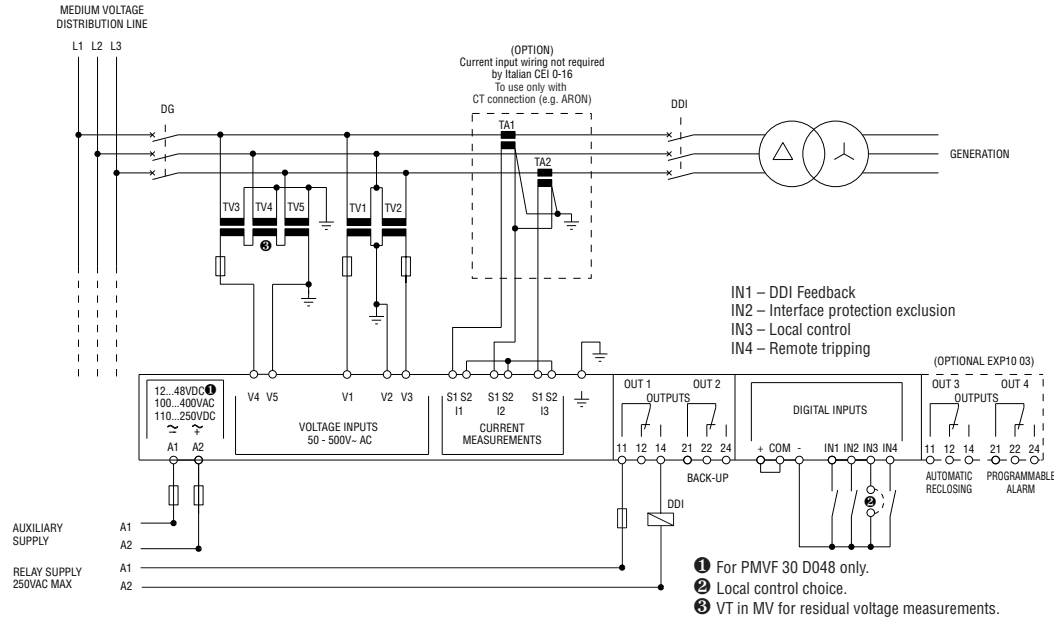 MEDIUM VOLTAGE
DISTRIBUTION LINE
L1 L2 L3
DG
(OPTION)
Current input wiring not required
by Italian CEI 0-16
To use only with
CT connection (e.g. ARON)
TA1
TA2
DDI
GENERATION
TV3 TV4 TV5
TV1 TV2
❸
IN1 – DDI Feedback
IN2 – Interface protection exclusion
IN3 – Local control
IN4 – Remote tripping
(OPTIONAL EXP10 03)
12...48VDC❶
100...400VAC
110...250VDC
~ ~
– +
A1 A2
V4 V5 V1 V2 V3
VOLTAGE INPUTS
50 - 500V~ AC
S1 S2 S1 S2 S1 S2
I1 I2 I3
CURRENT
MEASUREMENTS
OUT 1 OUT 2
OUTPUTS
11 12 14 21 22 24
BACK-UP
DIGITAL INPUTS
+ COM - IN1 IN2 IN3 IN4
OUT 3 OUT 4
OUTPUTS
11 12 14 21 22 24
AUTOMATIC
RECLOSING
PROGRAMMABLE
ALARM
DDI
❷
AUXILIARY
SUPPLY
A1
A2
RELAY SUPPLY
250VAC MAX
A1
A2
❶ For PMVF 30 D048 only.
❷ Local control choice.
❸ VT in MV for residual voltage measurements.